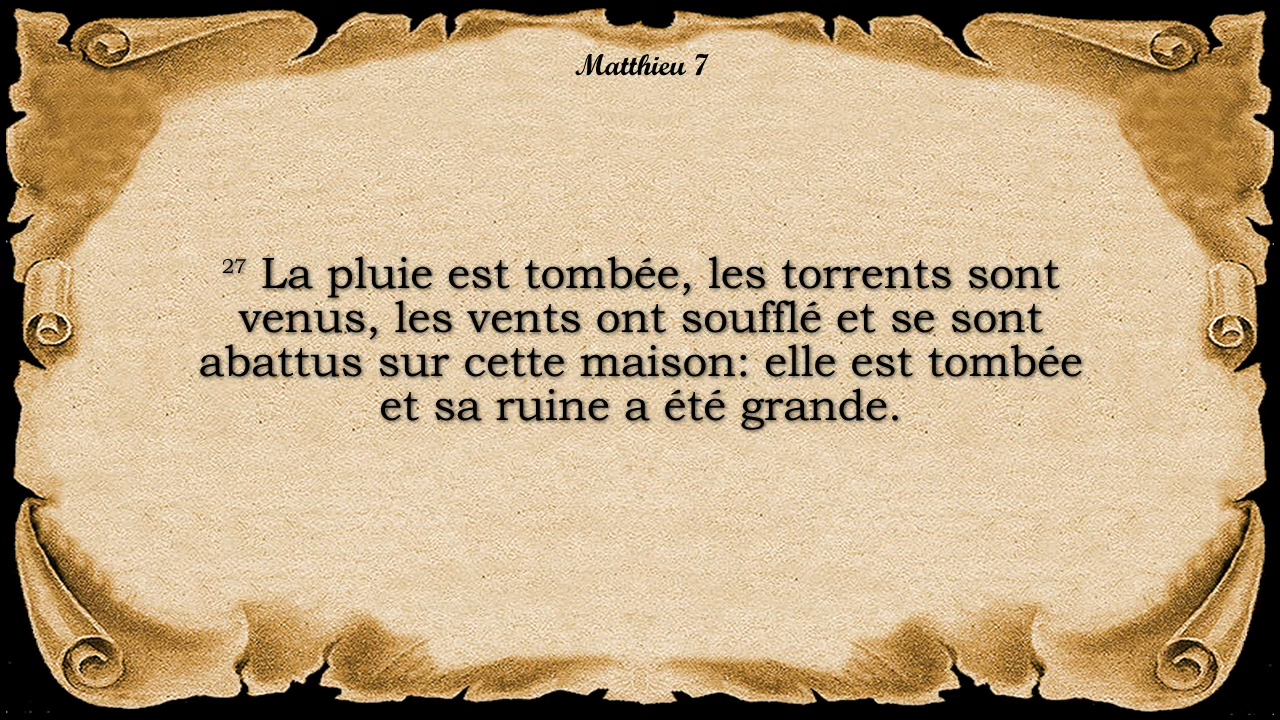 Matthieu 7
27 La pluie est tombée, les torrents sont
venus, les vents ont soufflé et se sont
abattus sur cette maison: elle est tombée
et sa ruine a été grande.